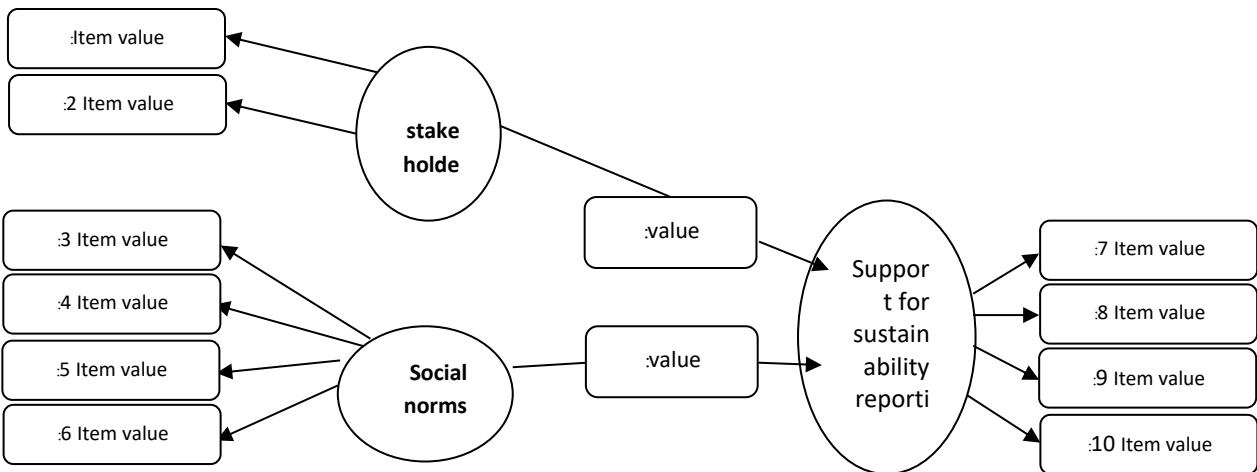 :Item value
:2 Item value
stake
holde
:value
:3 Item value
:4 Item value
:5 Item value
:6 Item value
Social
norms
:value
Suppor
t for
sustain
ability
reporti
:7 Item value
:8 Item value
:9 Item value
:10 Item value